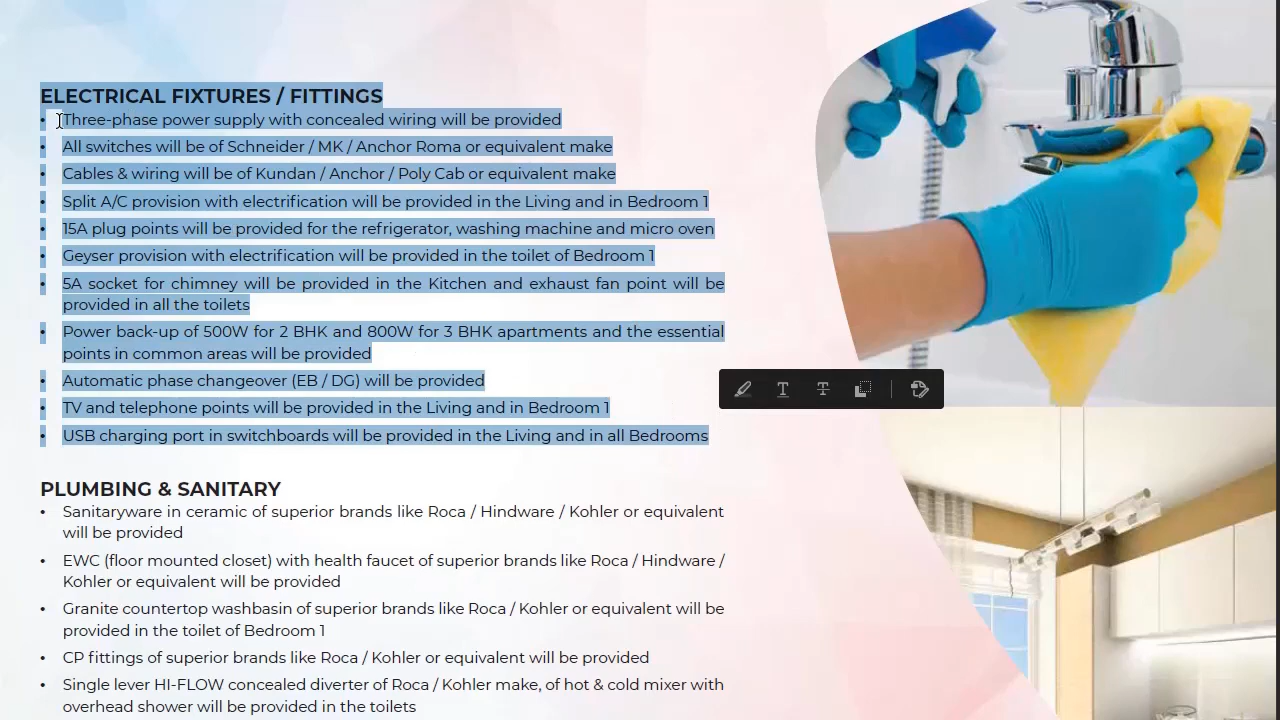 ELECTRICAL FIXTURES / FITTINGS
• Three-phase power supply with concealed wiring will be provided
• All switches will be of Schneider / MK / Anchor Roma or equivalent make
• Cables & wiring will be of Kundan / Anchor / Poly Cab or equivalent make
• Split A/C provision with electrification will be provided in the Living and in Bedroom 1
• 15A plug points will be provided for the refrigerator, washing machine and micro oven
• Geyser provision with electrification will be provided in the toilet of Bedroom 1
• 5A socket for chimney will be provided in the Kitchen and exhaust fan point will be
provided in all the toilets
• Power back-up of 500W for 2 BHK and 800W for 3 BHK apartments and the essential
points in common areas will be provided
• Automatic phase changeover (EB / DG) will be provided
• TV and telephone points will be provided in the Living and in Bedroom 1
• USB charging port in switchboards will be provided in the Living and in all Bedrooms
PLUMBING & SANITARY
• Sanitaryware in ceramic of superior brands like Roca / Hindware / Kohler or equivalent
will be provided
• EWC (floor mounted closet) with health faucet of superior brands like Roca / Hindware /
Kohler or equivalent will be provided
• Granite countertop washbasin of superior brands like Roca / Kohler or equivalent will be
provided in the toilet of Bedroom 1
• CP fittings of superior brands like Roca / Kohler or equivalent will be provided
• Single lever HI-FLOW concealed diverter of Roca / Kohler make, of hot & cold mixer with
overhead shower will be provided in the toilets